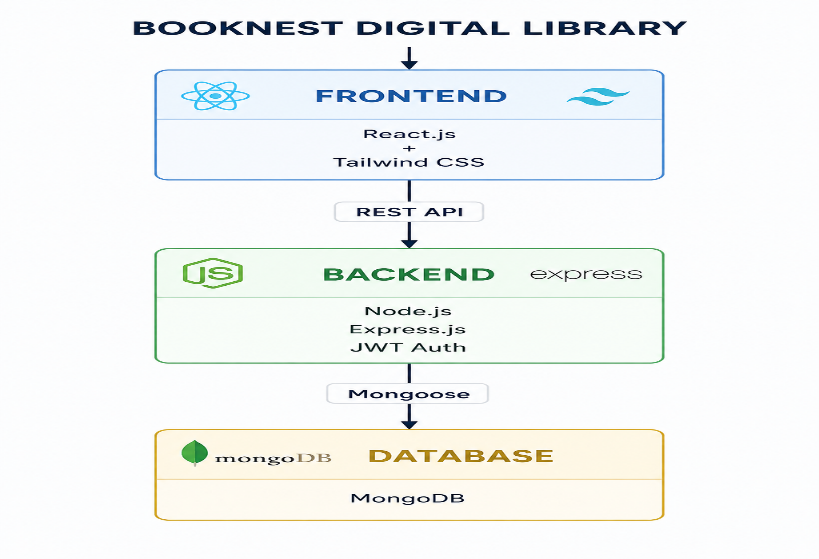 BOOKNEST DIGITAL LIBRARY
FRONTEND
React.js
+
Tailwind CSS
REST API
JS
BACKEND
express
Node.js
Express.js
JWT Auth
Mongoose
mongoDB
DATABASE
MongoDB